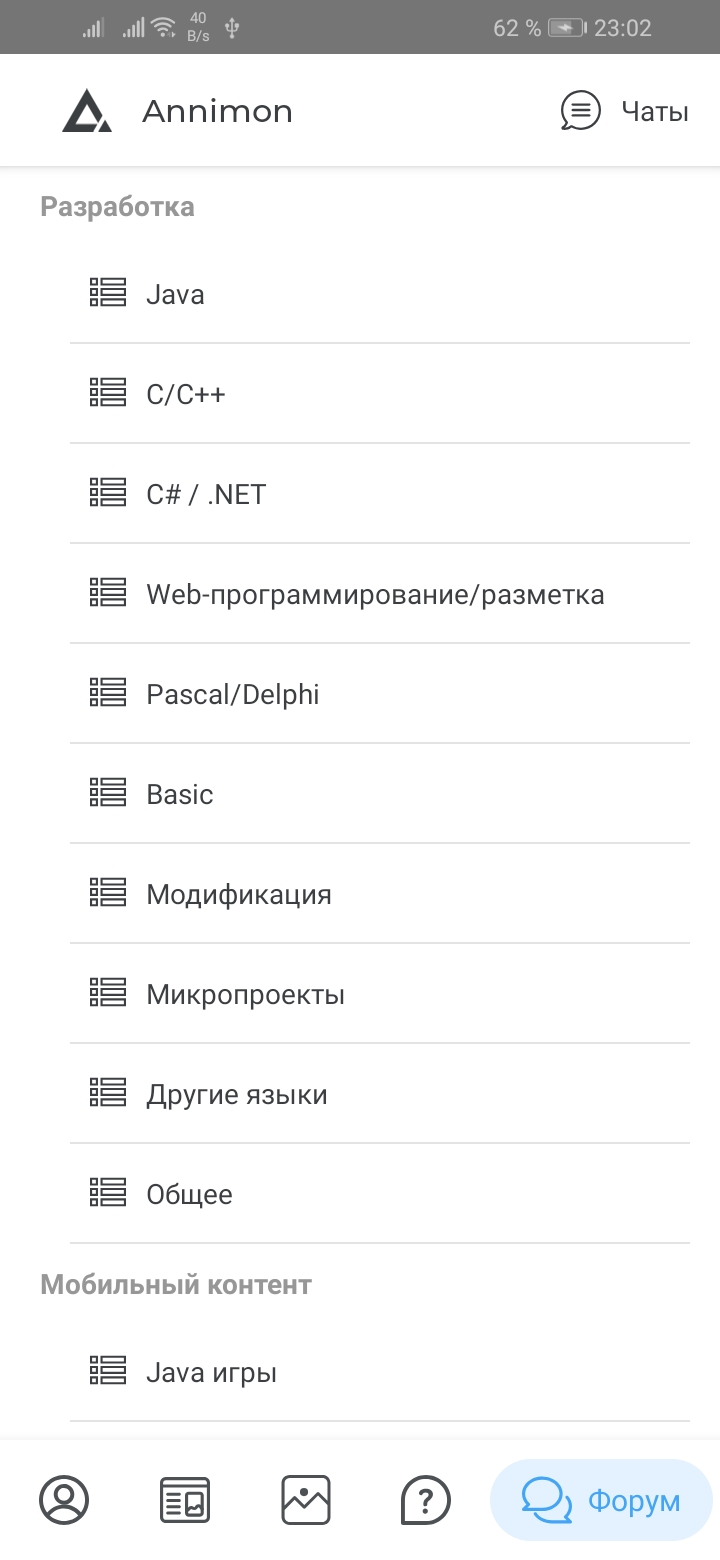 40
B/s
62 %
23:02
Annimon
Чаты
Разработка
Java
C/C++
C# / .NET
Web-программирование/разметка
Pascal/Delphi
Basic
Модификация
Микропроекты
Другие языки
Общее
Мобильный контент
Java игры
Форум